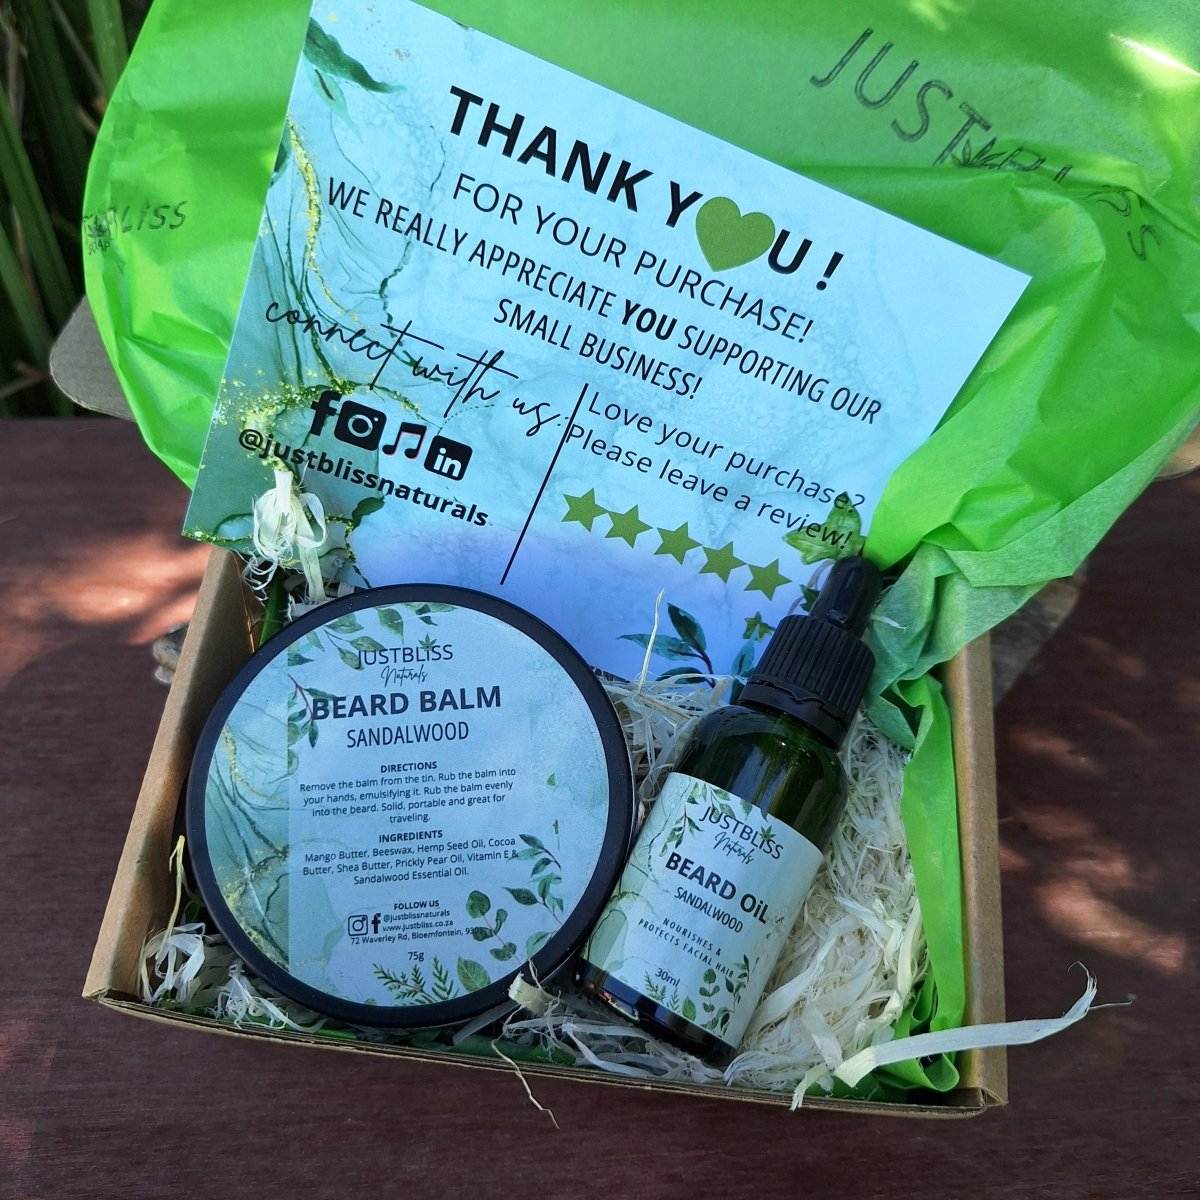 JUSTBLISS
BLISS
SOAP
THANK YOU!
FOR YOUR PURCHASE!
WE REALLY APPRECIATE YOU SUPPORTING OUR
SMALL BUSINESS!
connect with us:
@justblissnaturals
Love your purchase?
Please leave a review!
JUSTBLiSS
Naturals
BEARD BALM
SANDALWOOD
DIRECTIONS
Remove the balm from the tin. Rub the balm into
your hands, emulsifying it. Rub the balm evenly
into the beard. Solid, portable and great for
traveling.
INGREDIENTS
Mango Butter, Beeswax, Hemp Seed Oil, Cocoa
Butter, Shea Butter, Prickly Pear Oil, Vitamin E &
Sandalwood Essential Oil.
FOLLOW US
@justblissnaturals
www.justbliss.co.za
72 Waverley Rd, Bloemfontein, 9301
75g
JUSTBLiSS
Naturals
BEARD OiL
SANDALWOOD
NOURISHES &
PROTECTS FACIAL HAIR
30ml